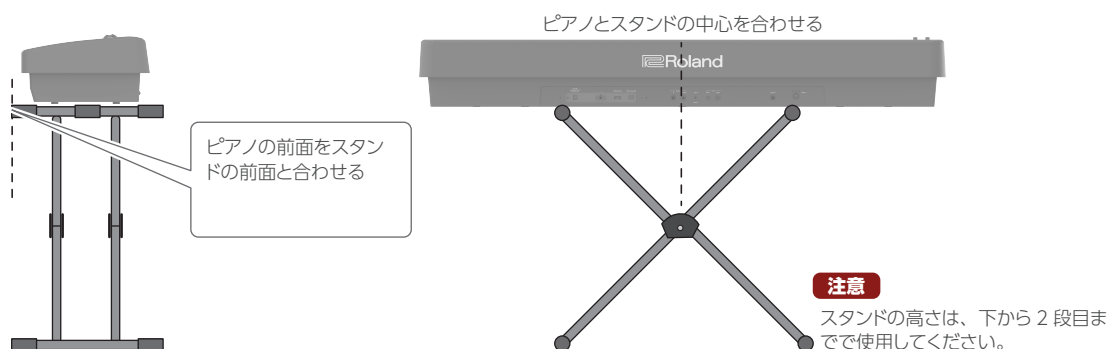 ピアノとスタンドの中心を合わせる
Roland
ピアノの前面をスタン
ドの前面と合わせる
注意
スタンドの高さは、下から 2 段目ま
でで使用してください。